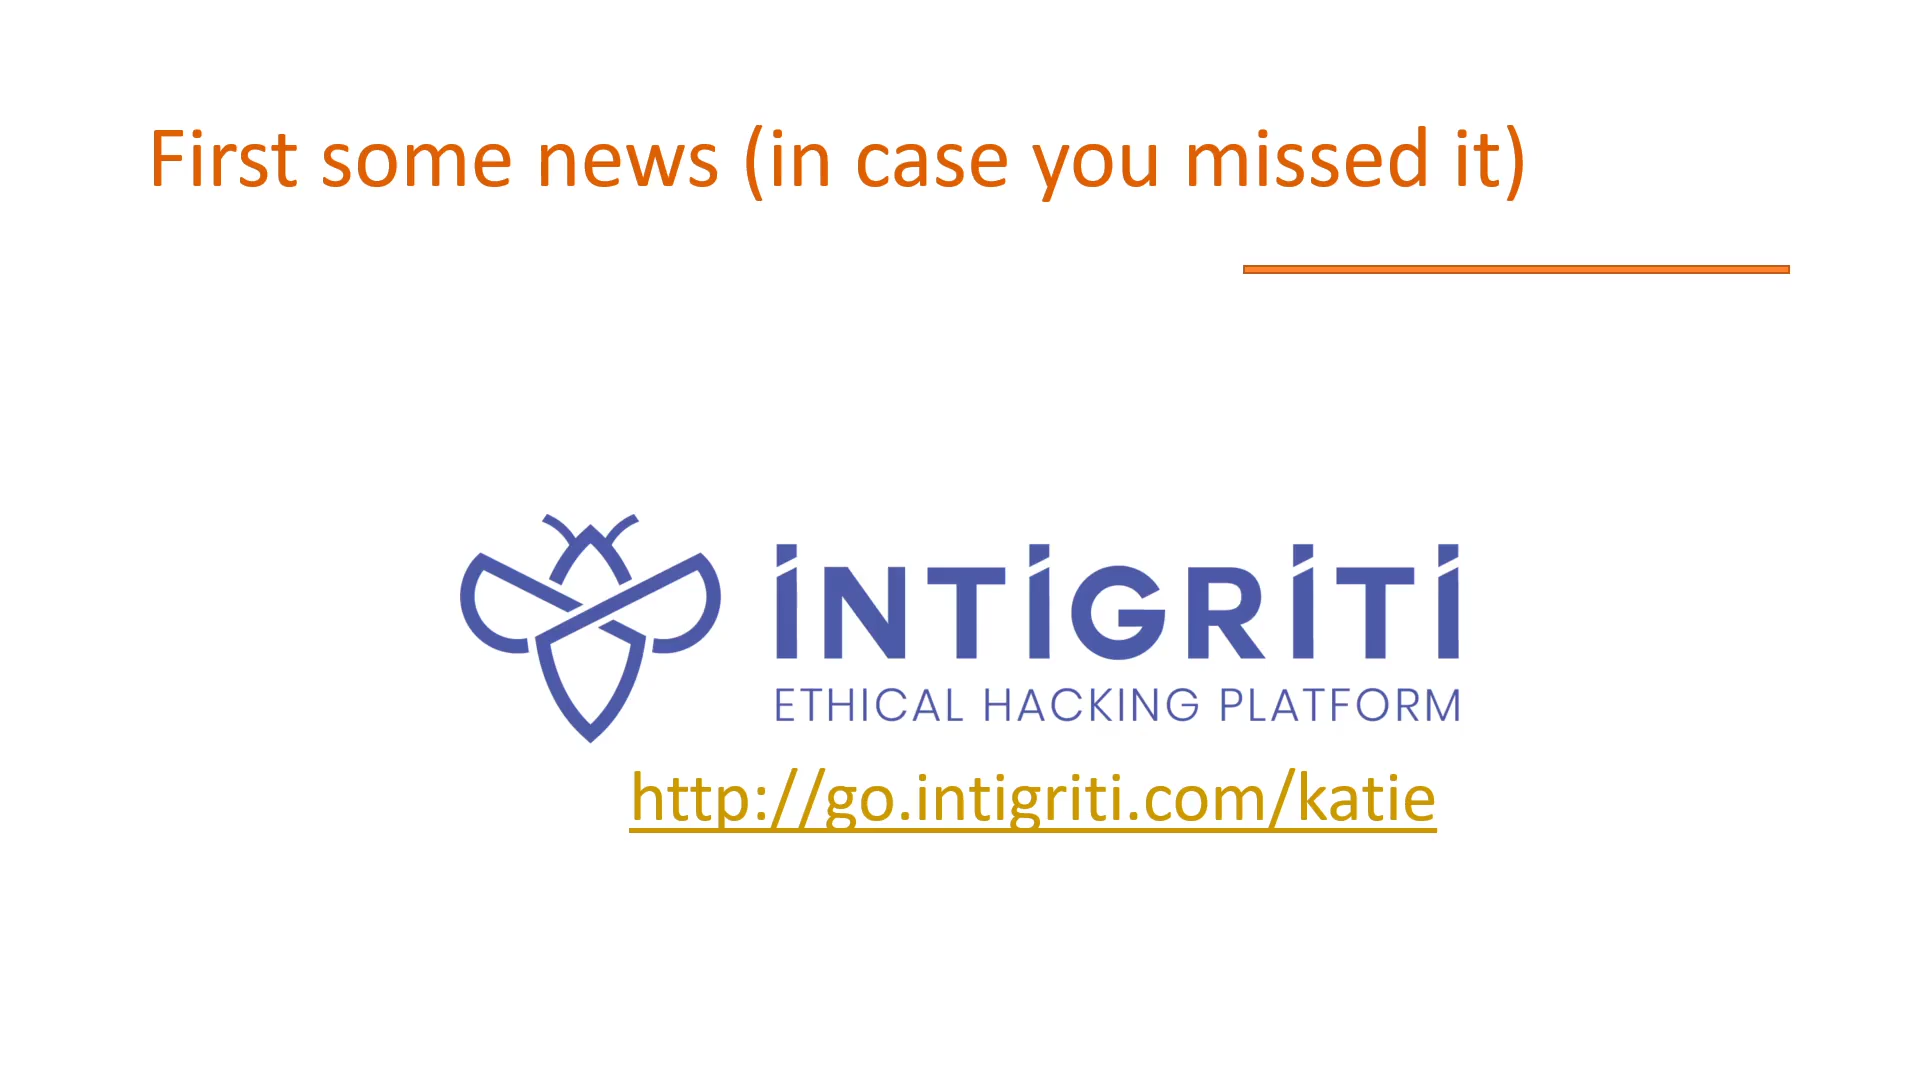 First some news (in case you missed it)
INTIGRITI
ETHICAL HACKING PLATFORM
http://go.intigriti.com/katie